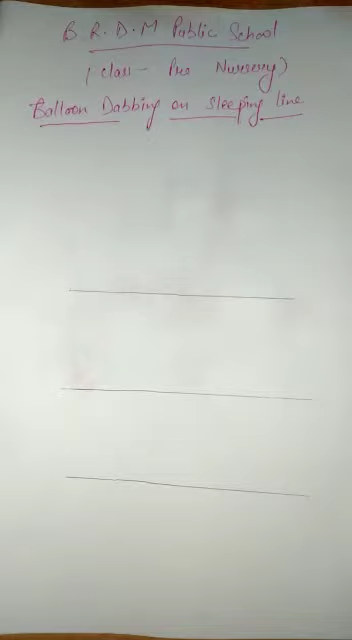 B.R.D.M Public School
(class - Pre Nursery)
Balloon Dabbing on sleeping line